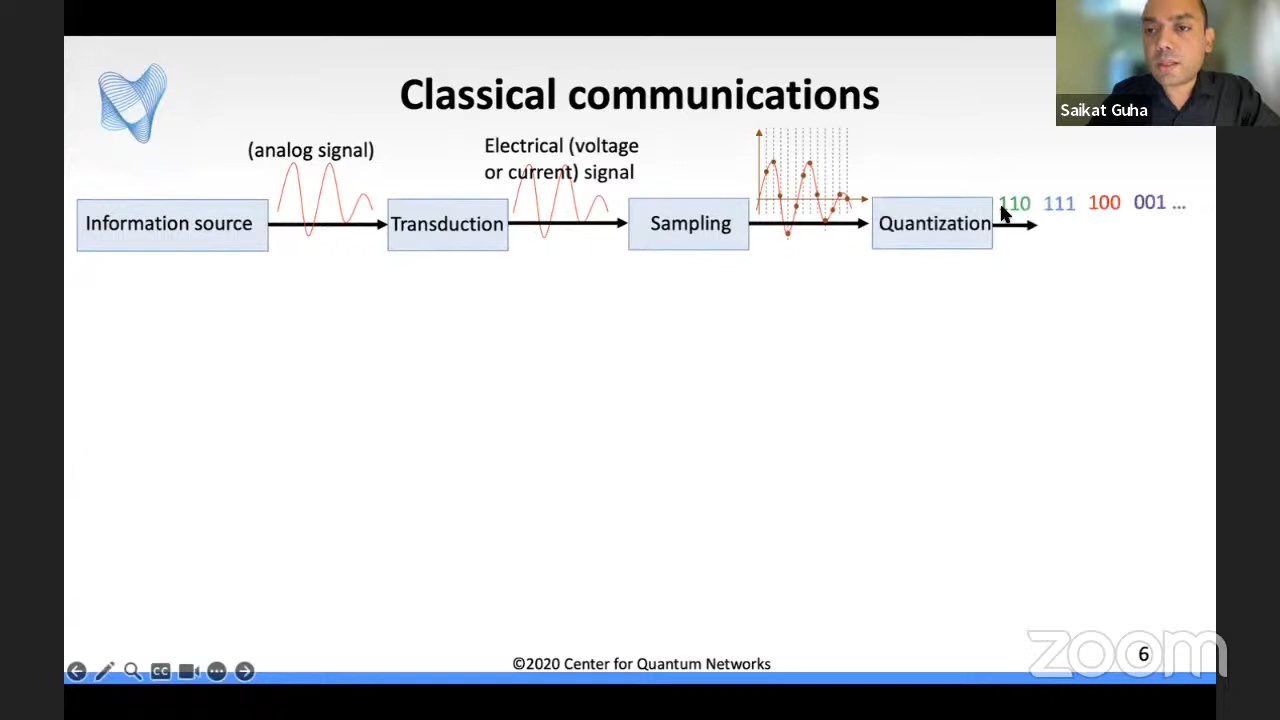 Saikat Guha
Classical communications
(analog signal)
Electrical (voltage
or current) signal
Information source
Transduction
Sampling
Quantization
110 111 100 001 ...
CC
©2020 Center for Quantum Networks
6
zoom